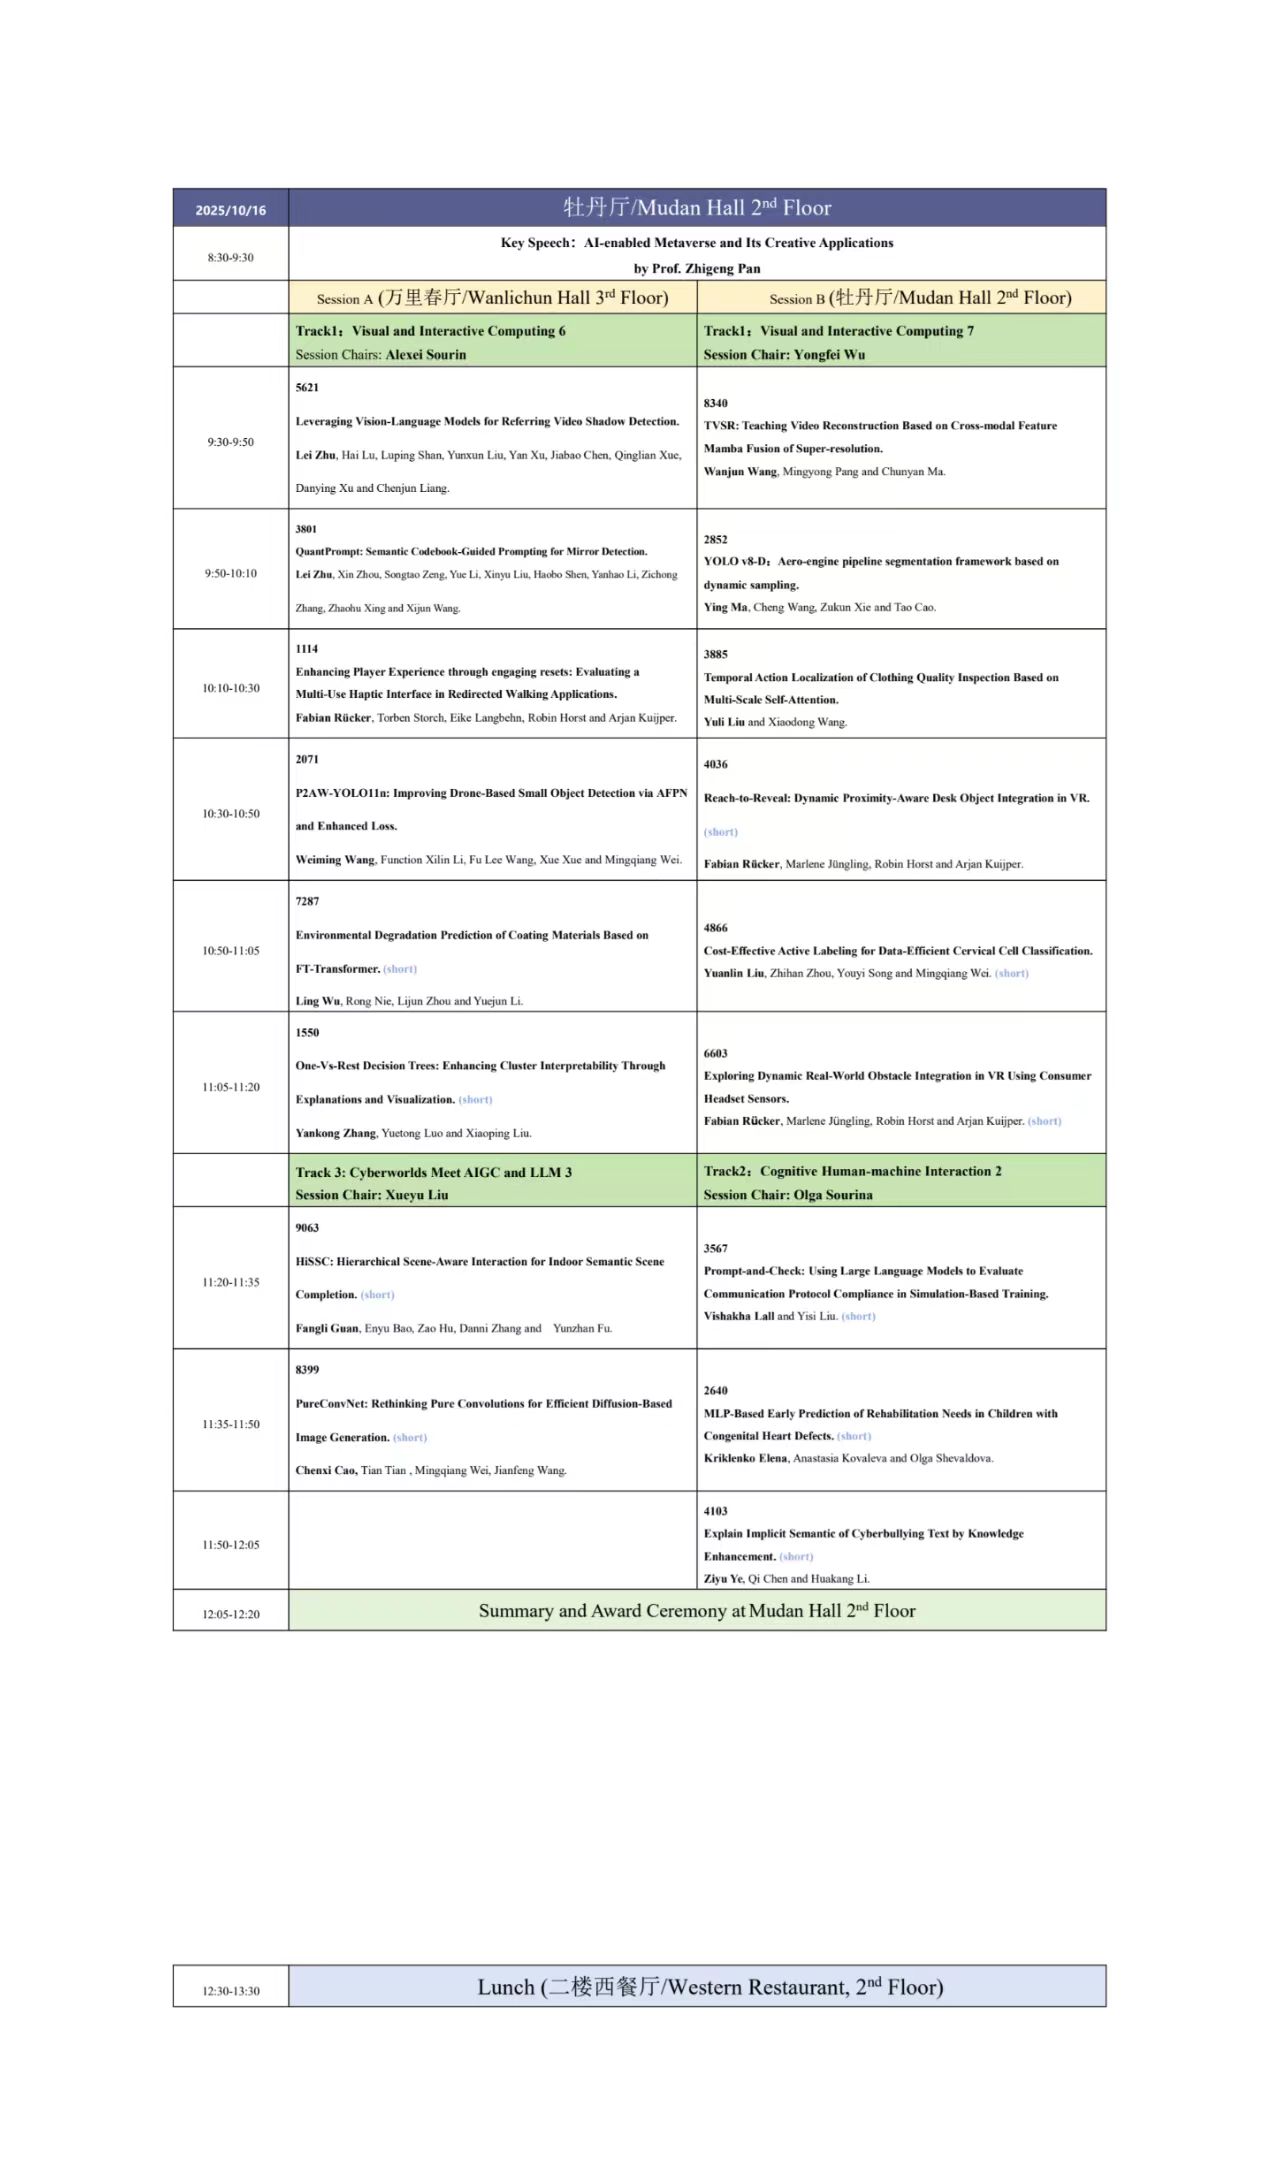 2025/10/16
牡丹厅/Mudan Hall 2nd Floor
8:30-9:30
Key Speech：AI-enabled Metaverse and Its Creative Applications
by Prof. Zhigeng Pan
Session A (万里春厅/Wanlichun Hall 3rd Floor)
Session B (牡丹厅/Mudan Hall 2nd Floor)
Track1：Visual and Interactive Computing 6
Session Chairs: Alexei Sourin
Track1：Visual and Interactive Computing 7
Session Chair: Yongfei Wu
9:30-9:50
5621
Leveraging Vision-Language Models for Referring Video Shadow Detection.
Lei Zhu, Hai Lu, Luping Shan, Yunxun Liu, Yan Xu, Jiabao Chen, Qinglian Xue,
Danying Xu and Chenjun Liang.
8340
TVSR: Teaching Video Reconstruction Based on Cross-modal Feature
Mamba Fusion of Super-resolution.
Wanjun Wang, Mingyong Pang and Chunyan Ma.
9:50-10:10
3801
QuantPrompt: Semantic Codebook-Guided Prompting for Mirror Detection.
Lei Zhu, Xin Zhou, Songtao Zeng, Yue Li, Xinyu Liu, Haobo Shen, Yanhao Li, Zichong
Zhang, Zhaohu Xing and Xijun Wang.
2852
YOLO v8-D：Aero-engine pipeline segmentation framework based on
dynamic sampling.
Ying Ma, Cheng Wang, Zukun Xie and Tao Cao.
10:10-10:30
1114
Enhancing Player Experience through engaging resets: Evaluating a
Multi-Use Haptic Interface in Redirected Walking Applications.
Fabian Rücker, Torben Storch, Eike Langbehn, Robin Horst and Arjan Kuijper.
3885
Temporal Action Localization of Clothing Quality Inspection Based on
Multi-Scale Self-Attention.
Yuli Liu and Xiaodong Wang.
10:30-10:50
2071
P2AW-YOLO11n: Improving Drone-Based Small Object Detection via AFPN
and Enhanced Loss.
Weiming Wang, Function Xilin Li, Fu Lee Wang, Xue Xue and Mingqiang Wei.
4036
Reach-to-Reveal: Dynamic Proximity-Aware Desk Object Integration in VR.
(short)
Fabian Rücker, Marlene Jüngling, Robin Horst and Arjan Kuijper.
10:50-11:05
7287
Environmental Degradation Prediction of Coating Materials Based on
FT-Transformer. (short)
Ling Wu, Rong Nie, Lijun Zhou and Yuejun Li.
4866
Cost-Effective Active Labeling for Data-Efficient Cervical Cell Classification.
Yuanlin Liu, Zhihan Zhou, Youyi Song and Mingqiang Wei. (short)
11:05-11:20
1550
One-Vs-Rest Decision Trees: Enhancing Cluster Interpretability Through
Explanations and Visualization. (short)
Yankong Zhang, Yuetong Luo and Xiaoping Liu.
6603
Exploring Dynamic Real-World Obstacle Integration in VR Using Consumer
Headset Sensors.
Fabian Rücker, Marlene Jüngling, Robin Horst and Arjan Kuijper. (short)
Track 3: Cyberworlds Meet AIGC and LLM 3
Session Chair: Xueyu Liu
Track2：Cognitive Human-machine Interaction 2
Session Chair: Olga Sourina
11:20-11:35
9063
HiSSC: Hierarchical Scene-Aware Interaction for Indoor Semantic Scene
Completion. (short)
Fangli Guan, Enyu Bao, Zao Hu, Danni Zhang and Yunzhan Fu.
3567
Prompt-and-Check: Using Large Language Models to Evaluate
Communication Protocol Compliance in Simulation-Based Training.
Vishakha Lall and Yisi Liu. (short)
11:35-11:50
8399
PureConvNet: Rethinking Pure Convolutions for Efficient Diffusion-Based
Image Generation. (short)
Chenxi Cao, Tian Tian , Mingqiang Wei, Jianfeng Wang.
2640
MLP-Based Early Prediction of Rehabilitation Needs in Children with
Congenital Heart Defects. (short)
Kriklenko Elena, Anastasia Kovaleva and Olga Shevaldova.
11:50-12:05
4103
Explain Implicit Semantic of Cyberbullying Text by Knowledge
Enhancement. (short)
Ziyu Ye, Qi Chen and Huakang Li.
12:05-12:20
Summary and Award Ceremony at Mudan Hall 2nd Floor
12:30-13:30
Lunch (二楼西餐厅/Western Restaurant, 2nd Floor)